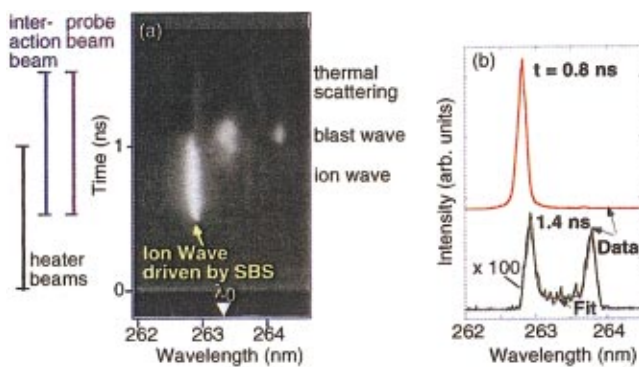 inter-
action
beam
probe
beam
heater
beams
Time (ns)
1
0
(a)
Ion Wave
driven by SBS
λ0
262
263
264
Wavelength (nm)
thermal
scattering
blast wave
ion wave
Intensity (arb. units)
(b)
t = 0.8 ns
1.4 ns
Data
x 100
Fit
262
263
264
Wavelength (nm)